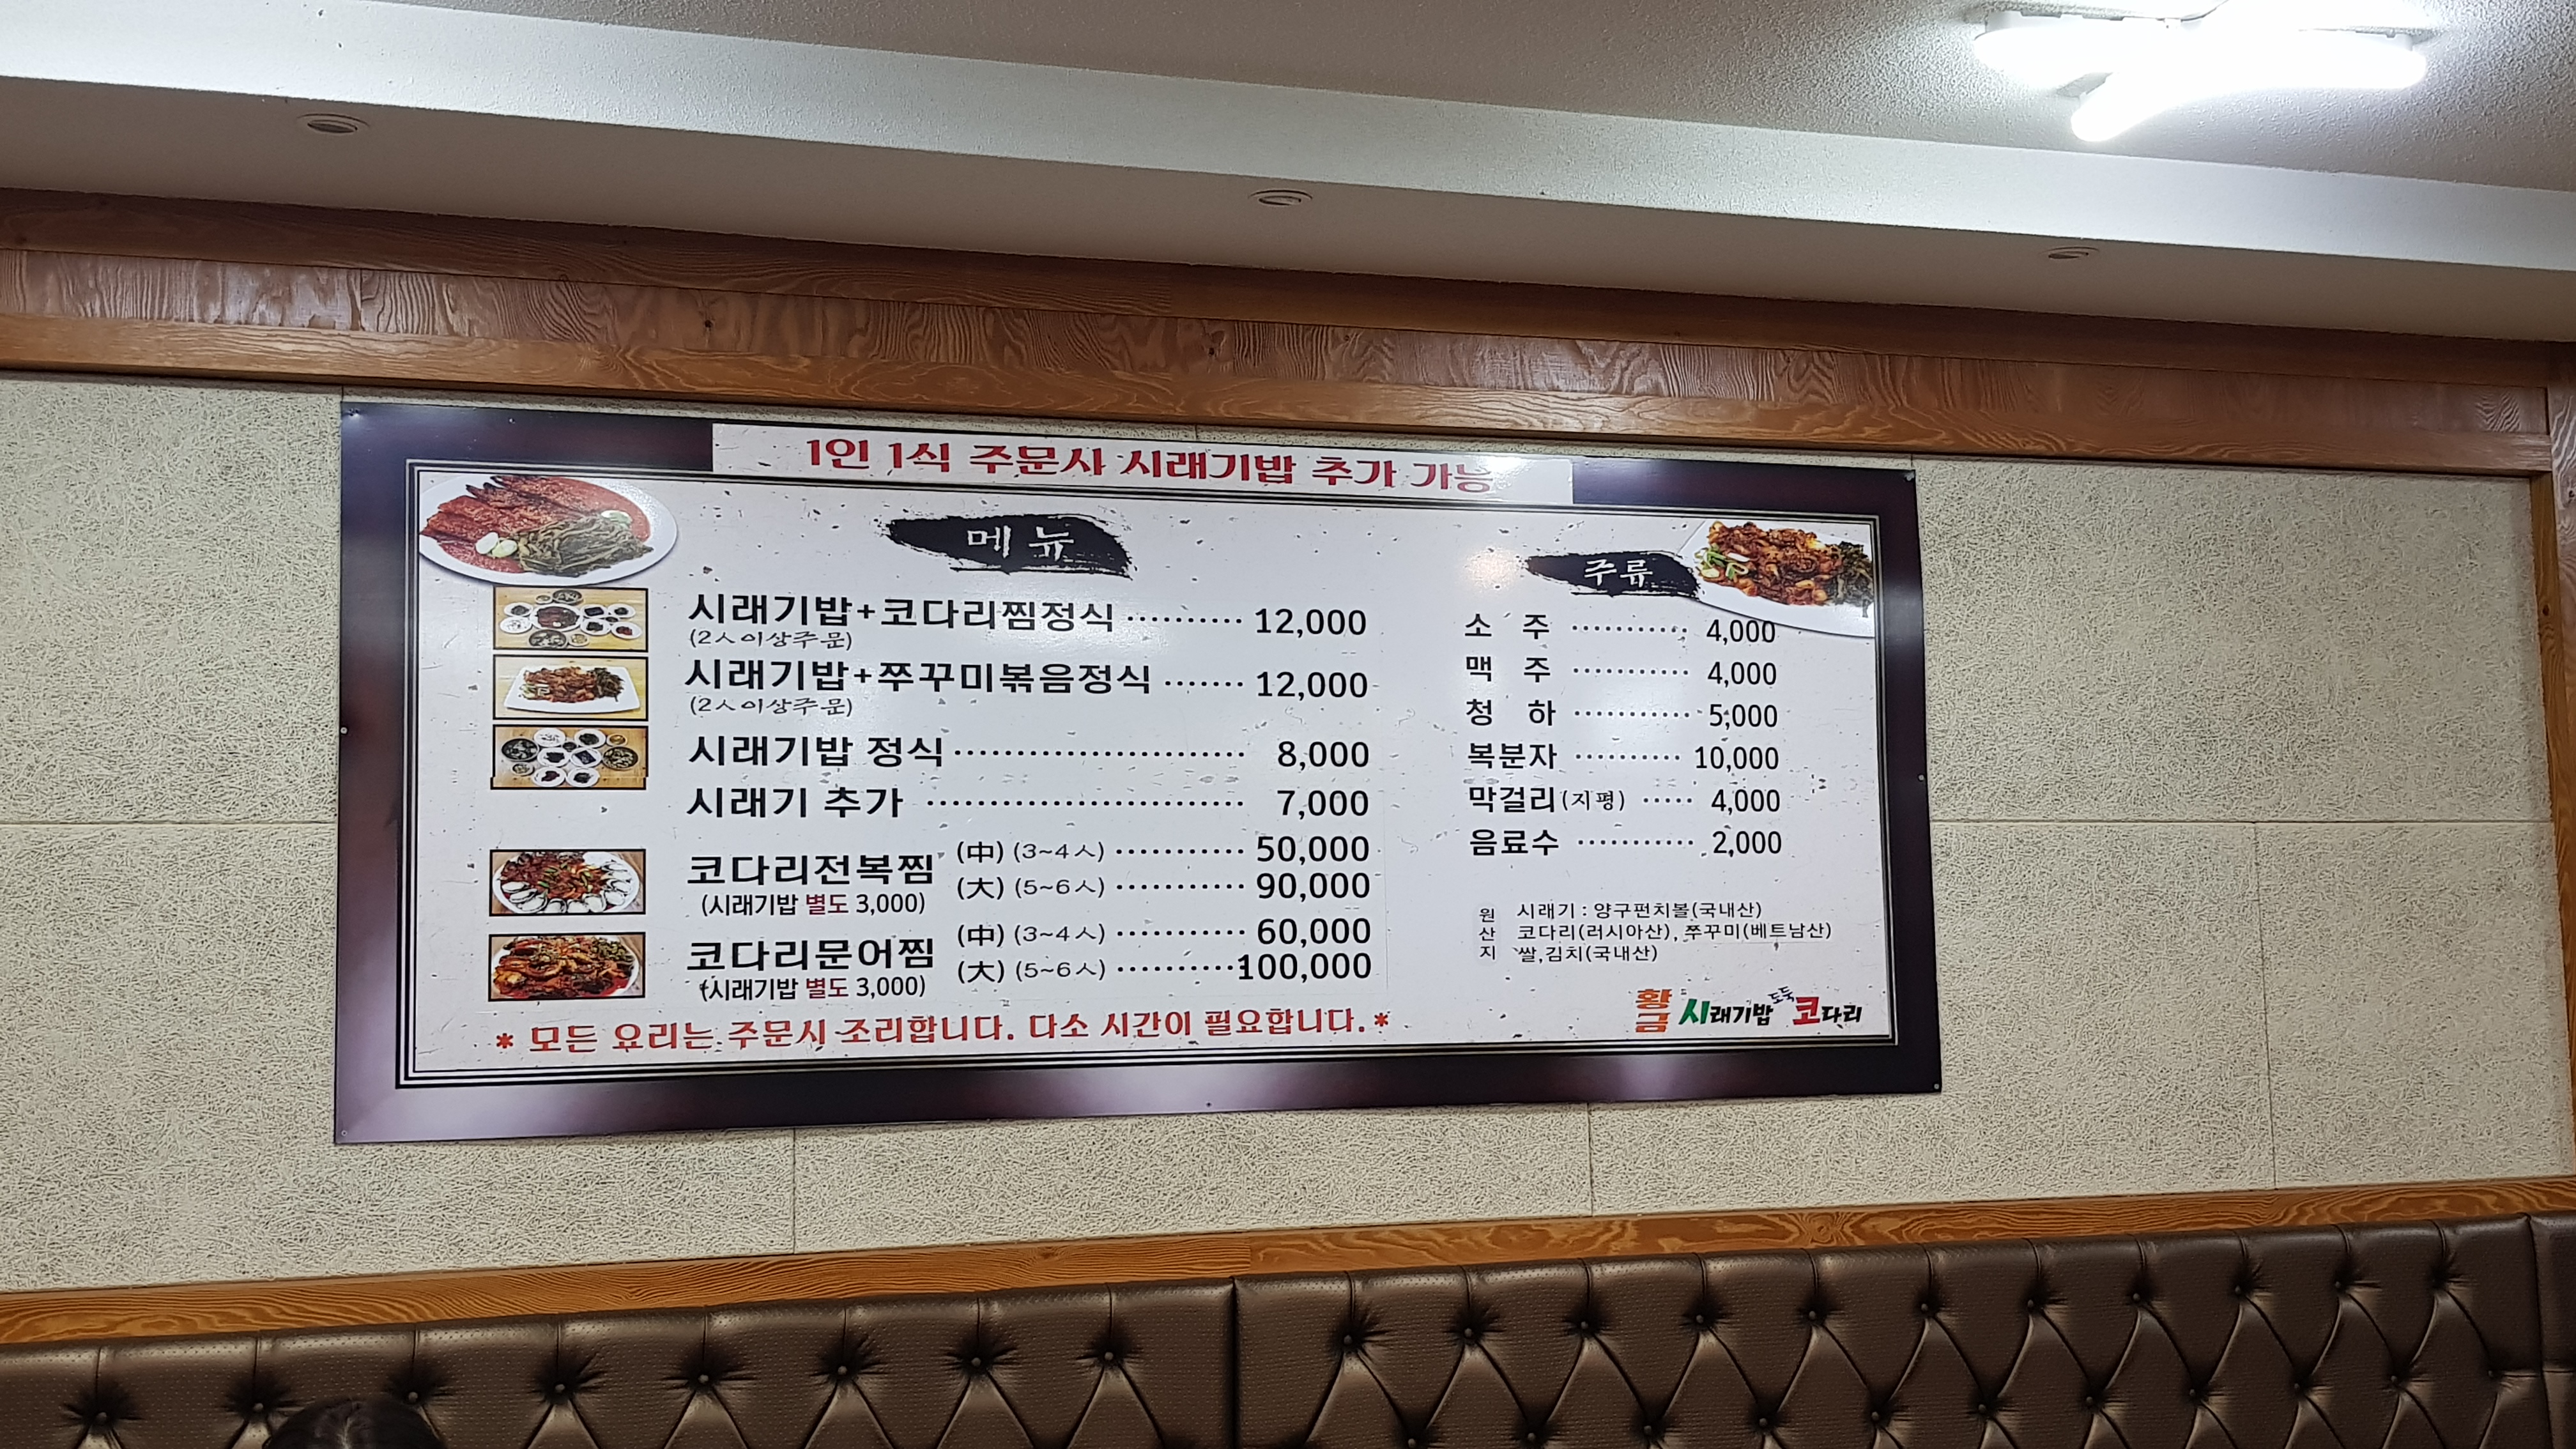 1인 1식 주문사 시래기밥 추가 가능
메뉴
시래기밥+코다리찜정식 ·········· 12,000
(2人이상주문)
시래기밥+쭈꾸미볶음정식 ······· 12,000
(2人이상주문)
시래기밥 정식 ························ 8,000
시래기 추가 ·························· 7,000
코다리전복찜 (中) (3~4人) ··········· 50,000
(大) (5~6人) ··········· 90,000
(시래기밥 별도 3,000)
코다리문어찜 (中) (3~4人) ··········· 60,000
(大) (5~6人) ··········100,000
(시래기밥 별도 3,000)
* 모든 요리는 주문시 조리합니다. 다소 시간이 필요합니다. *
주류
소 주 ··········· 4,000
맥 주 ··········· 4,000
청 하 ··········· 5,000
복분자 ·········· 10,000
막걸리(지평) ····· 4,000
음료수 ··········· 2,000
원산지
시래기 : 양구펀치볼(국내산)
코다리(러시아산), 쭈꾸미(베트남산)
쌀,김치(국내산)
황금 시래기밥 도둑 코다리